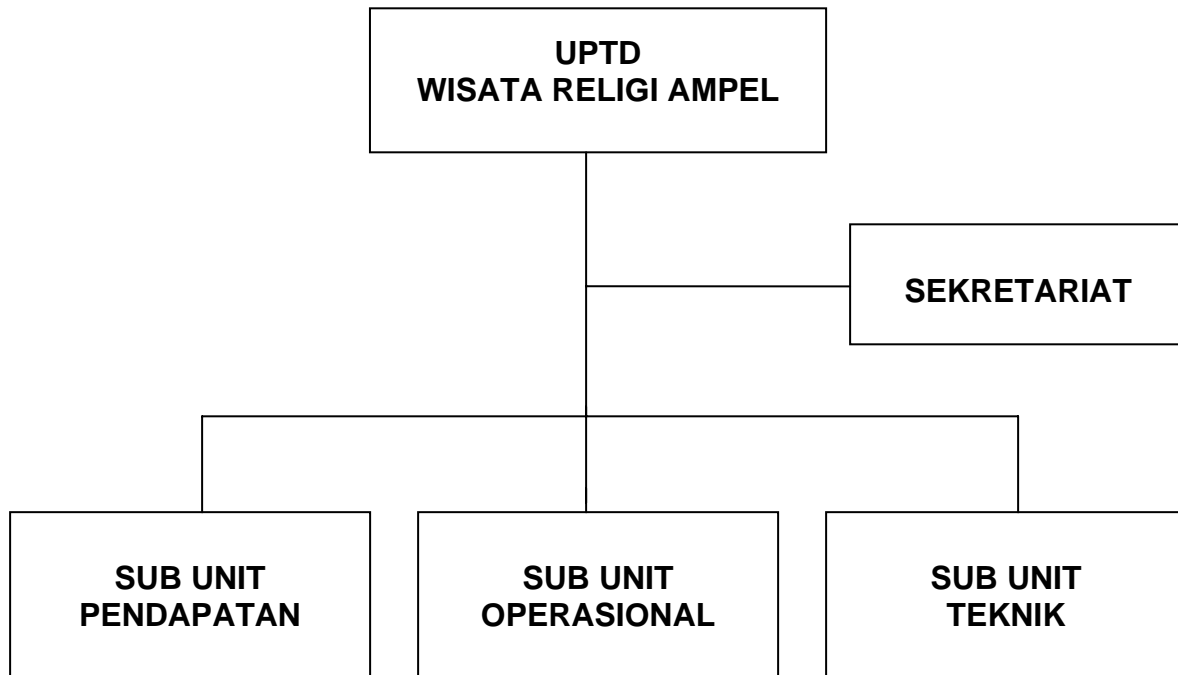 UPTD
WISATA RELIGI AMPEL
SEKRETARIAT
SUB UNIT
PENDAPATAN
SUB UNIT
OPERASIONAL
SUB UNIT
TEKNIK